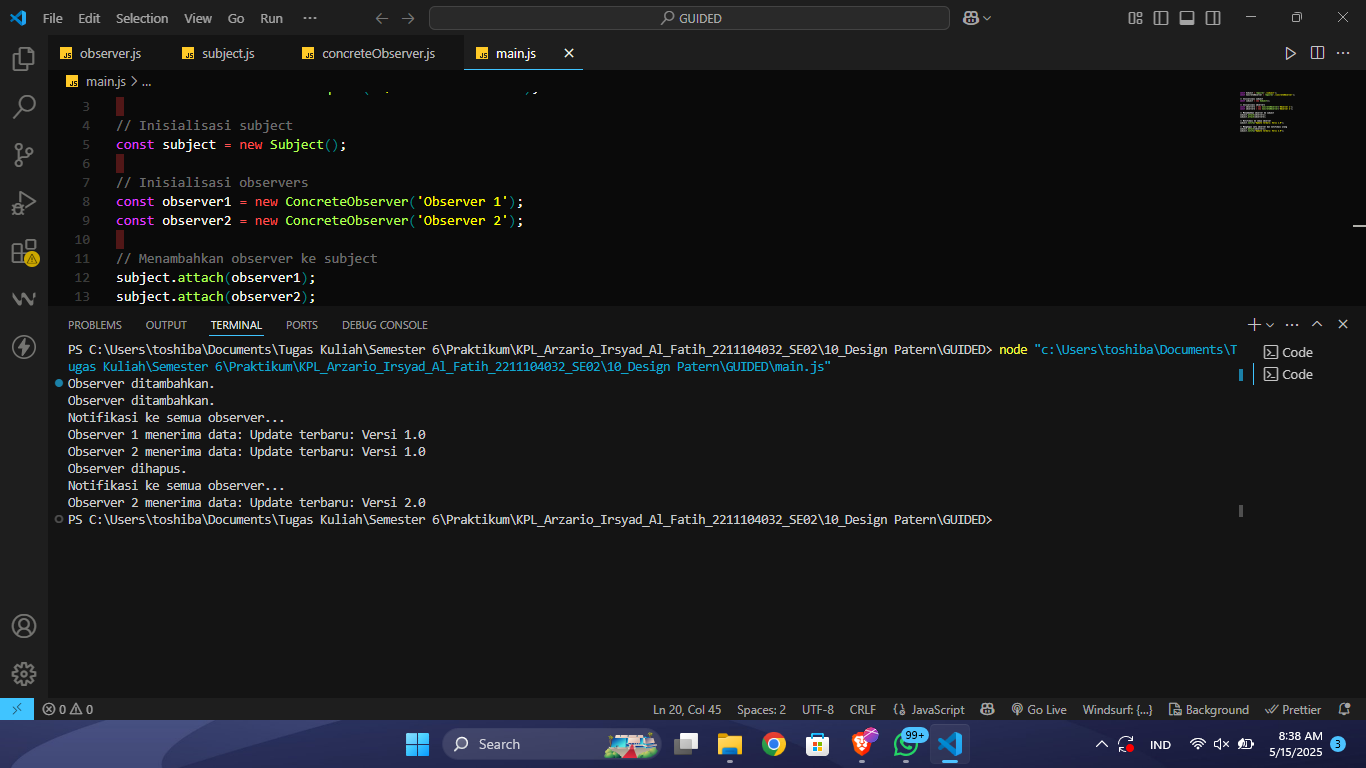 File Edit Selection View Go Run ··· GUIDED
observer.js subject.js concreteObserver.js main.js
main.js > ...
3
4 // Inisialisasi subject
5 const subject = new Subject();
6
7 // Inisialisasi observers
8 const observer1 = new ConcreteObserver('Observer 1');
9 const observer2 = new ConcreteObserver('Observer 2');
10
11 // Menambahkan observer ke subject
12 subject.attach(observer1);
13 subject.attach(observer2);
PROBLEMS OUTPUT TERMINAL PORTS DEBUG CONSOLE
PS C:\Users\toshiba\Documents\Tugas Kuliah\Semester 6\Praktikum\KPL_Arzario_Irsyad_Al_Fatih_2211104032_SE02\10_Design Patern\GUIDED> node "c:\Users\toshiba\Documents\T
ugas Kuliah\Semester 6\Praktikum\KPL_Arzario_Irsyad_Al_Fatih_2211104032_SE02\10_Design Patern\GUIDED\main.js"
Observer ditambahkan.
Observer ditambahkan.
Notifikasi ke semua observer...
Observer 1 menerima data: Update terbaru: Versi 1.0
Observer 2 menerima data: Update terbaru: Versi 1.0
Observer dihapus.
Notifikasi ke semua observer...
Observer 2 menerima data: Update terbaru: Versi 2.0
PS C:\Users\toshiba\Documents\Tugas Kuliah\Semester 6\Praktikum\KPL_Arzario_Irsyad_Al_Fatih_2211104032_SE02\10_Design Patern\GUIDED>
Code
Code
0 0 Ln 20, Col 45 Spaces: 2 UTF-8 CRLF {} JavaScript Go Live Windsurf: {...} Background Prettier
Search 99+ IND 8:38 AM 3
5/15/2025